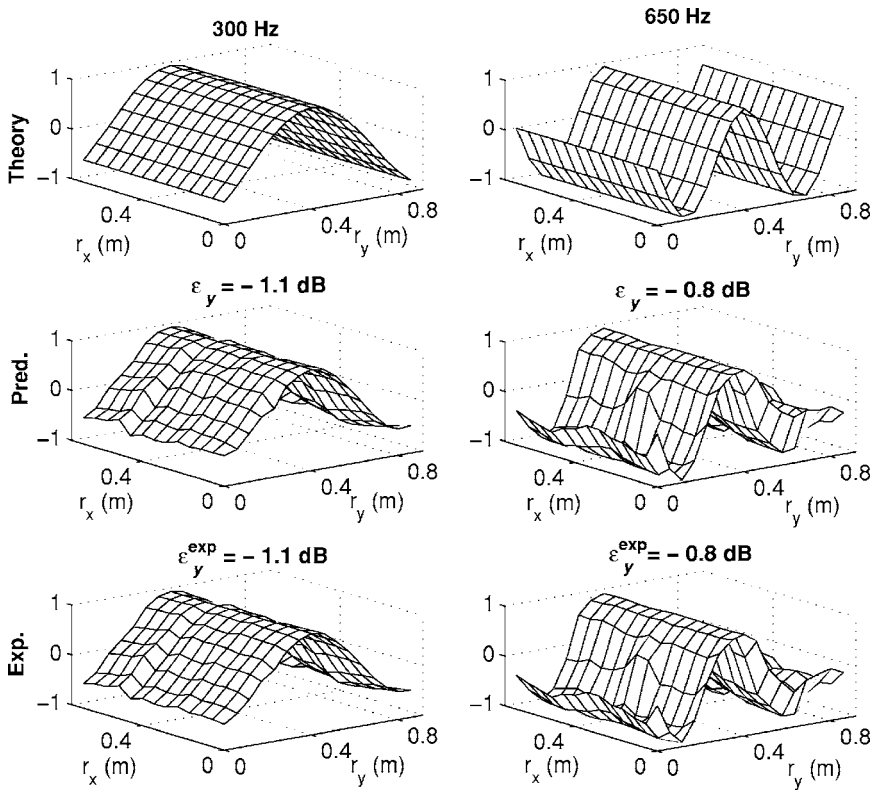 300 Hz
650 Hz
Theory
1
0
−1
0.4
0
r_x (m)
0
0.4
0.8
r_y (m)
1
0
−1
0.4
0
r_x (m)
0
0.4
0.8
r_y (m)
ε_y = − 1.1 dB
ε_y = − 0.8 dB
Pred.
1
0
−1
0.4
0
r_x (m)
0
0.4
0.8
r_y (m)
1
0
−1
0.4
0
r_x (m)
0
0.4
0.8
r_y (m)
ε_y^exp = − 1.1 dB
ε_y^exp = − 0.8 dB
Exp.
1
0
−1
0.4
0
r_x (m)
0
0.4
0.8
r_y (m)
1
0
−1
0.4
0
r_x (m)
0
0.4
0.8
r_y (m)